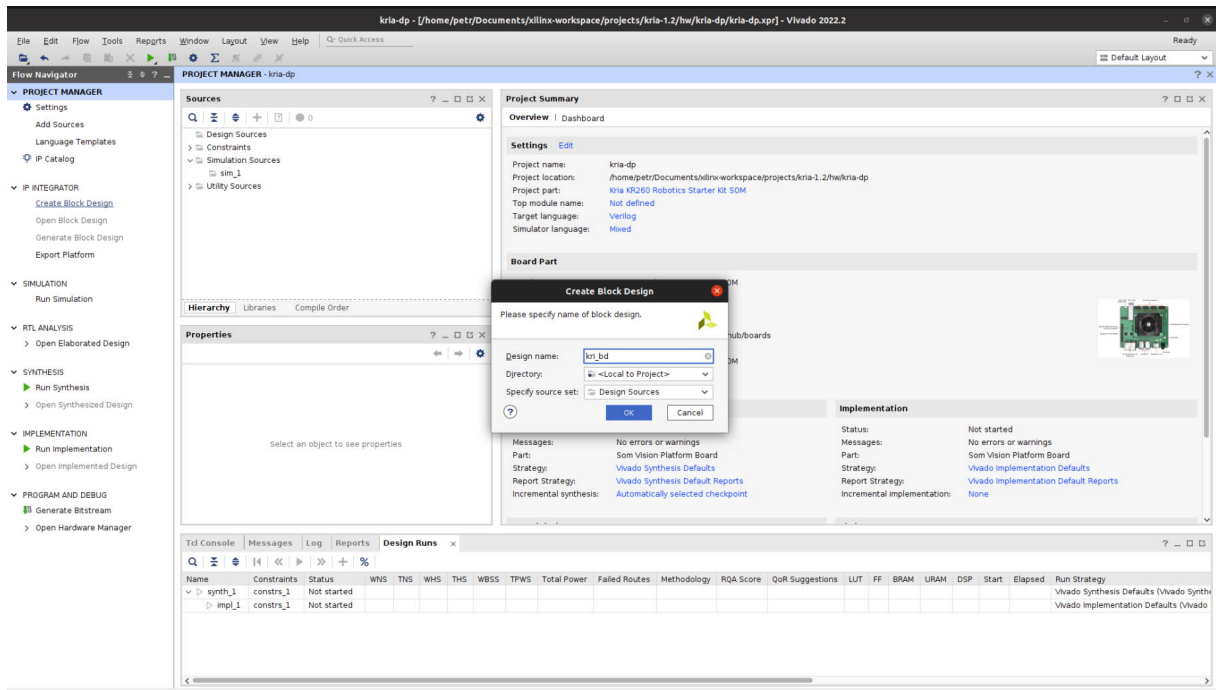 kria-dp - [/home/petr/Documents/xilinx-workspace/projects/kria-1.2/hw/kria-dp/kria-dp.xpr] - Vivado 2022.2
File Edit Flow Tools Reports Window Layout View Help Q- Quick Access Ready
Default Layout
Flow Navigator
PROJECT MANAGER
Settings
Add Sources
Language Templates
IP Catalog
IP INTEGRATOR
Create Block Design
Open Block Design
Generate Block Design
Export Platform
SIMULATION
Run Simulation
RTL ANALYSIS
Open Elaborated Design
SYNTHESIS
Run Synthesis
Open Synthesized Design
IMPLEMENTATION
Run Implementation
Open Implemented Design
PROGRAM AND DEBUG
Generate Bitstream
Open Hardware Manager
PROJECT MANAGER - kria-dp
Sources
0
Design Sources
Constraints
Simulation Sources
sim_1
Utility Sources
Hierarchy Libraries Compile Order
Properties
Select an object to see properties
Project Summary
Overview | Dashboard
Settings Edit
Project name: kria-dp
Project location: /home/petr/Documents/xilinx-workspace/projects/kria-1.2/hw/kria-dp
Project part: Kria KR260 Robotics Starter Kit SOM
Top module name: Not defined
Target language: Verilog
Simulator language: Mixed
Board Part
OM
hub/boards
OM
Create Block Design
Please specify name of block design.
Design name: kri_bd
Directory: <Local to Project>
Specify source set: Design Sources
? OK Cancel
Messages: No errors or warnings
Part: Som Vision Platform Board
Strategy: Vivado Synthesis Defaults
Report Strategy: Vivado Synthesis Default Reports
Incremental synthesis: Automatically selected checkpoint
Implementation
Status: Not started
Messages: No errors or warnings
Part: Som Vision Platform Board
Strategy: Vivado Implementation Defaults
Report Strategy: Vivado Implementation Default Reports
Incremental implementation: None
Tcl Console Messages Log Reports Design Runs
Name Constraints Status WNS TNS WHS THS WBSS TPWS Total Power Failed Routes Methodology RQA Score QoR Suggestions LUT FF BRAM URAM DSP Start Elapsed Run Strategy
synth_1 constrs_1 Not started Vivado Synthesis Defaults (Vivado Synthe
impl_1 constrs_1 Not started Vivado Implementation Defaults (Vivado